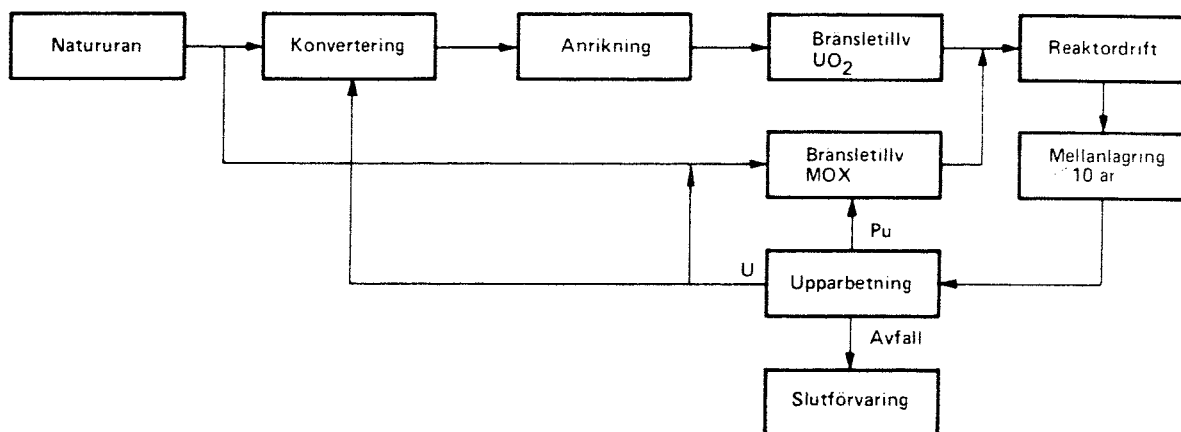 Natururan
Konvertering
Anrikning
Bränsletillv
UO2
Reaktordrift
Bränsletillv
MOX
Mellanlagring
10 år
Pu
U
Upparbetning
Avfall
Slutförvaring